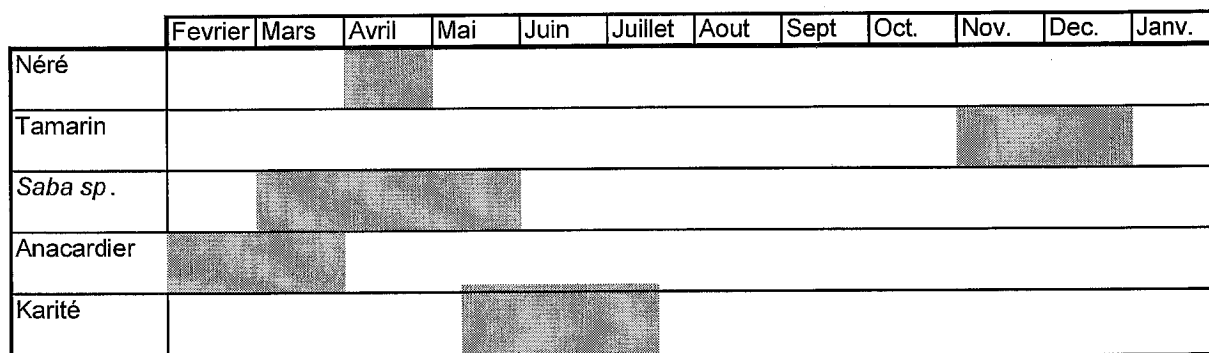 Fevrier Mars Avril Mai Juin Juillet Aout Sept Oct. Nov. Dec. Janv.
Néré
Tamarin
Saba sp.
Anacardier
Karité